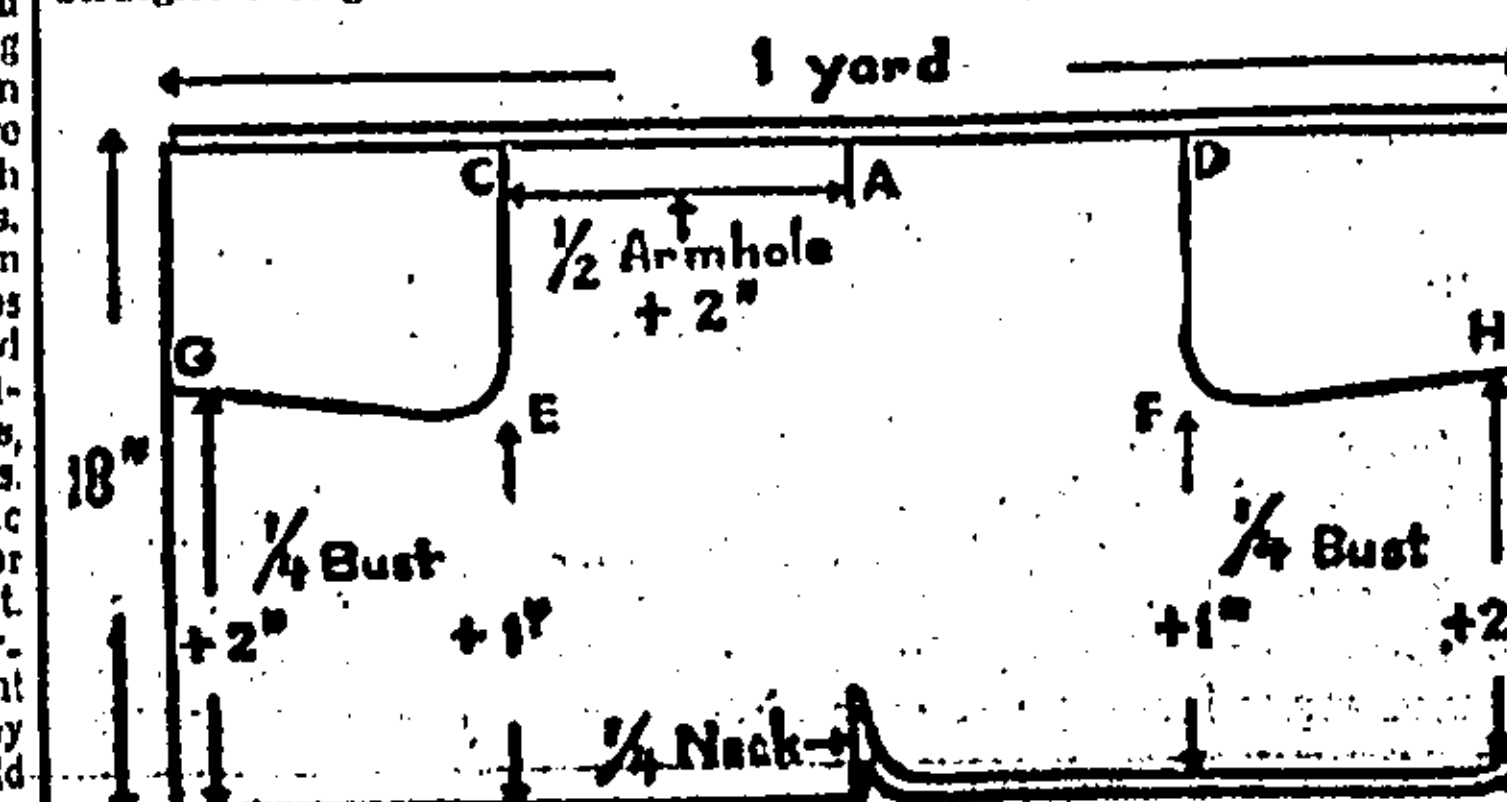 1 yard
C
A
D
1/2 Armhole
+ 2"
G
H
E
F
18"
1/4 Bust
1/4 Bust
+2"
+1"
+1"
+2
1/4 Neck